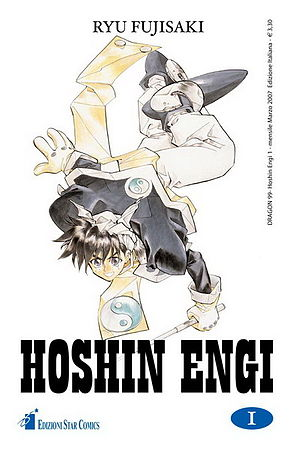 RYU FUJISAKI
DRAGON 99- Hoshin Engi 1 - mensile Marzo 2007 Edizione Italiana - € 3,30
HOSHIN ENGI
EDIZIONI STAR COMICS
I